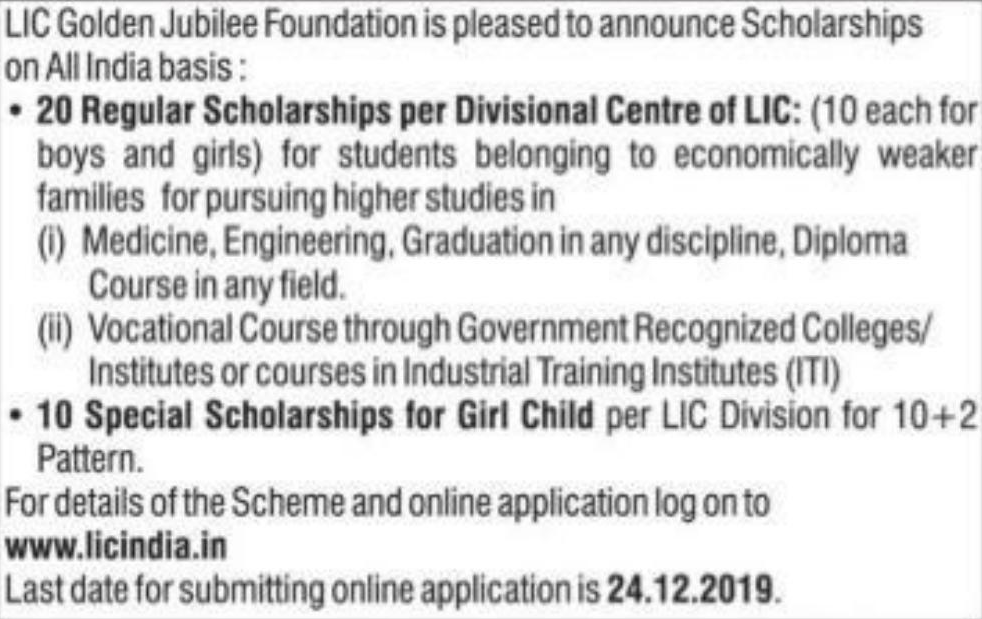 LIC Golden Jubilee Foundation is pleased to announce Scholarships
on All India basis :
• 20 Regular Scholarships per Divisional Centre of LIC: (10 each for
boys and girls) for students belonging to economically weaker
families for pursuing higher studies in
(i) Medicine, Engineering, Graduation in any discipline, Diploma
Course in any field.
(ii) Vocational Course through Government Recognized Colleges/
Institutes or courses in Industrial Training Institutes (ITI)
• 10 Special Scholarships for Girl Child per LIC Division for 10+2
Pattern.
For details of the Scheme and online application log on to
www.licindia.in
Last date for submitting online application is 24.12.2019.